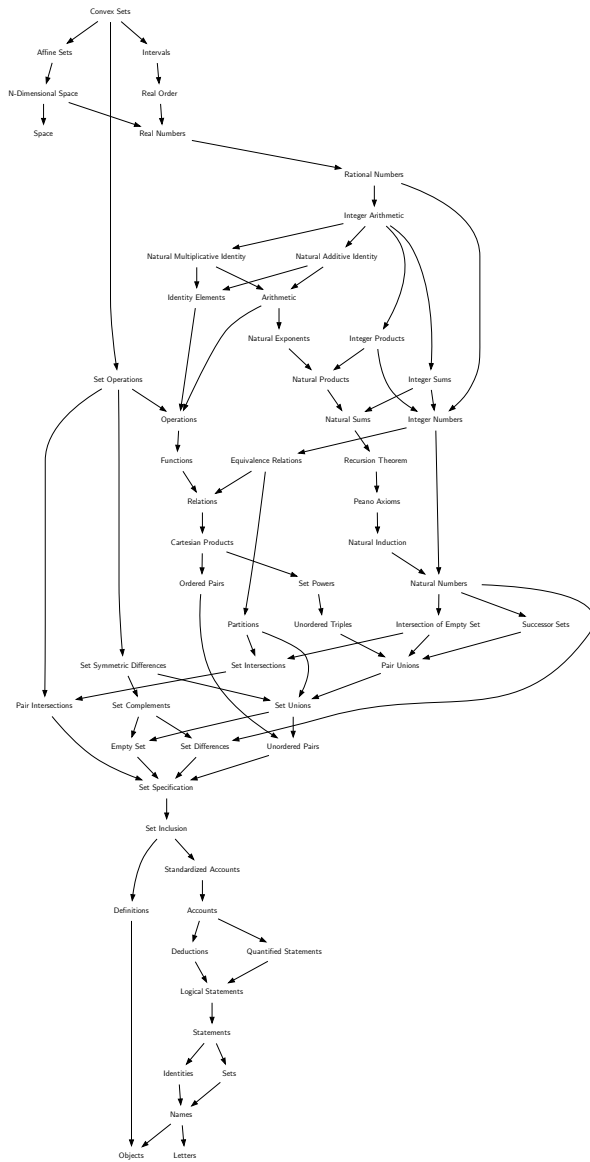 Convex Sets
Affine Sets
Intervals
N-Dimensional Space
Real Order
Space
Real Numbers
Rational Numbers
Integer Arithmetic
Natural Multiplicative Identity
Natural Additive Identity
Identity Elements
Arithmetic
Natural Exponents
Integer Products
Set Operations
Natural Products
Integer Sums
Operations
Natural Sums
Integer Numbers
Functions
Equivalence Relations
Recursion Theorem
Relations
Peano Axioms
Cartesian Products
Natural Induction
Ordered Pairs
Set Powers
Natural Numbers
Partitions
Unordered Triples
Intersection of Empty Set
Successor Sets
Set Symmetric Differences
Set Intersections
Pair Unions
Pair Intersections
Set Complements
Set Unions
Empty Set
Set Differences
Unordered Pairs
Set Specification
Set Inclusion
Standardized Accounts
Definitions
Accounts
Deductions
Quantified Statements
Logical Statements
Statements
Identities
Sets
Names
Objects
Letters